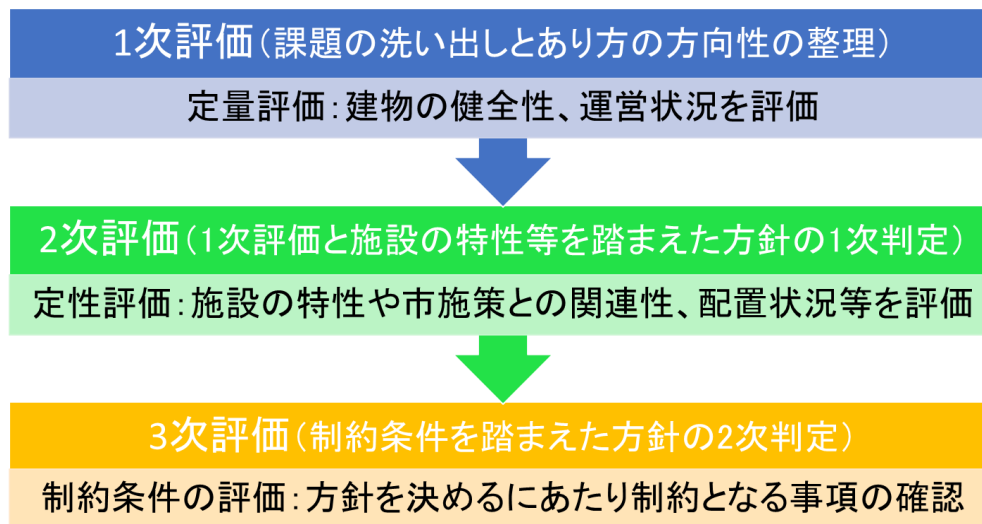 1次評価（課題の洗い出しとあり方の方向性の整理）
定量評価：建物の健全性、運営状況を評価
2次評価（1次評価と施設の特性等を踏まえた方針の1次判定）
定性評価：施設の特性や市施策との関連性、配置状況等を評価
3次評価（制約条件を踏まえた方針の2次判定）
制約条件の評価：方針を決めるにあたり制約となる事項の確認